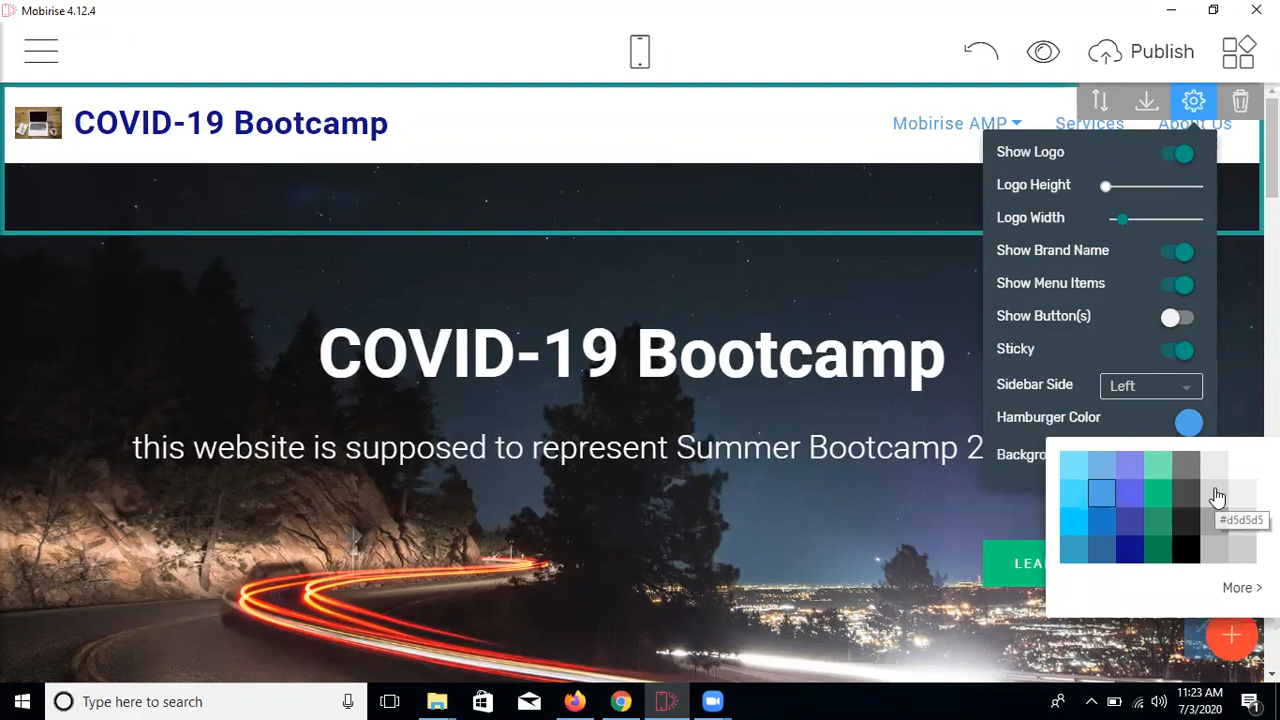 Mobirise 4.12.4
Publish
COVID-19 Bootcamp
Mobirise AMP Services About Us
Show Logo
Logo Height
Logo Width
Show Brand Name
Show Menu Items
Show Button(s)
Sticky
Sidebar Side Left
Hamburger Color
Backgro
#d5d5d5
More >
COVID-19 Bootcamp
this website is supposed to represent Summer Bootcamp 2
LEA
Type here to search
11:23 AM
7/3/2020
1